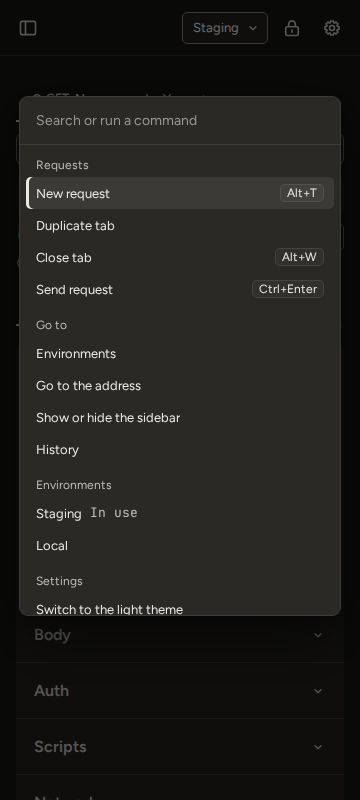 Staging
Search or run a command
Requests
New request Alt+T
Duplicate tab
Close tab Alt+W
Send request Ctrl+Enter
Go to
Environments
Go to the address
Show or hide the sidebar
History
Environments
Staging In use
Local
Settings
Switch to the light theme
Body
Auth
Scripts